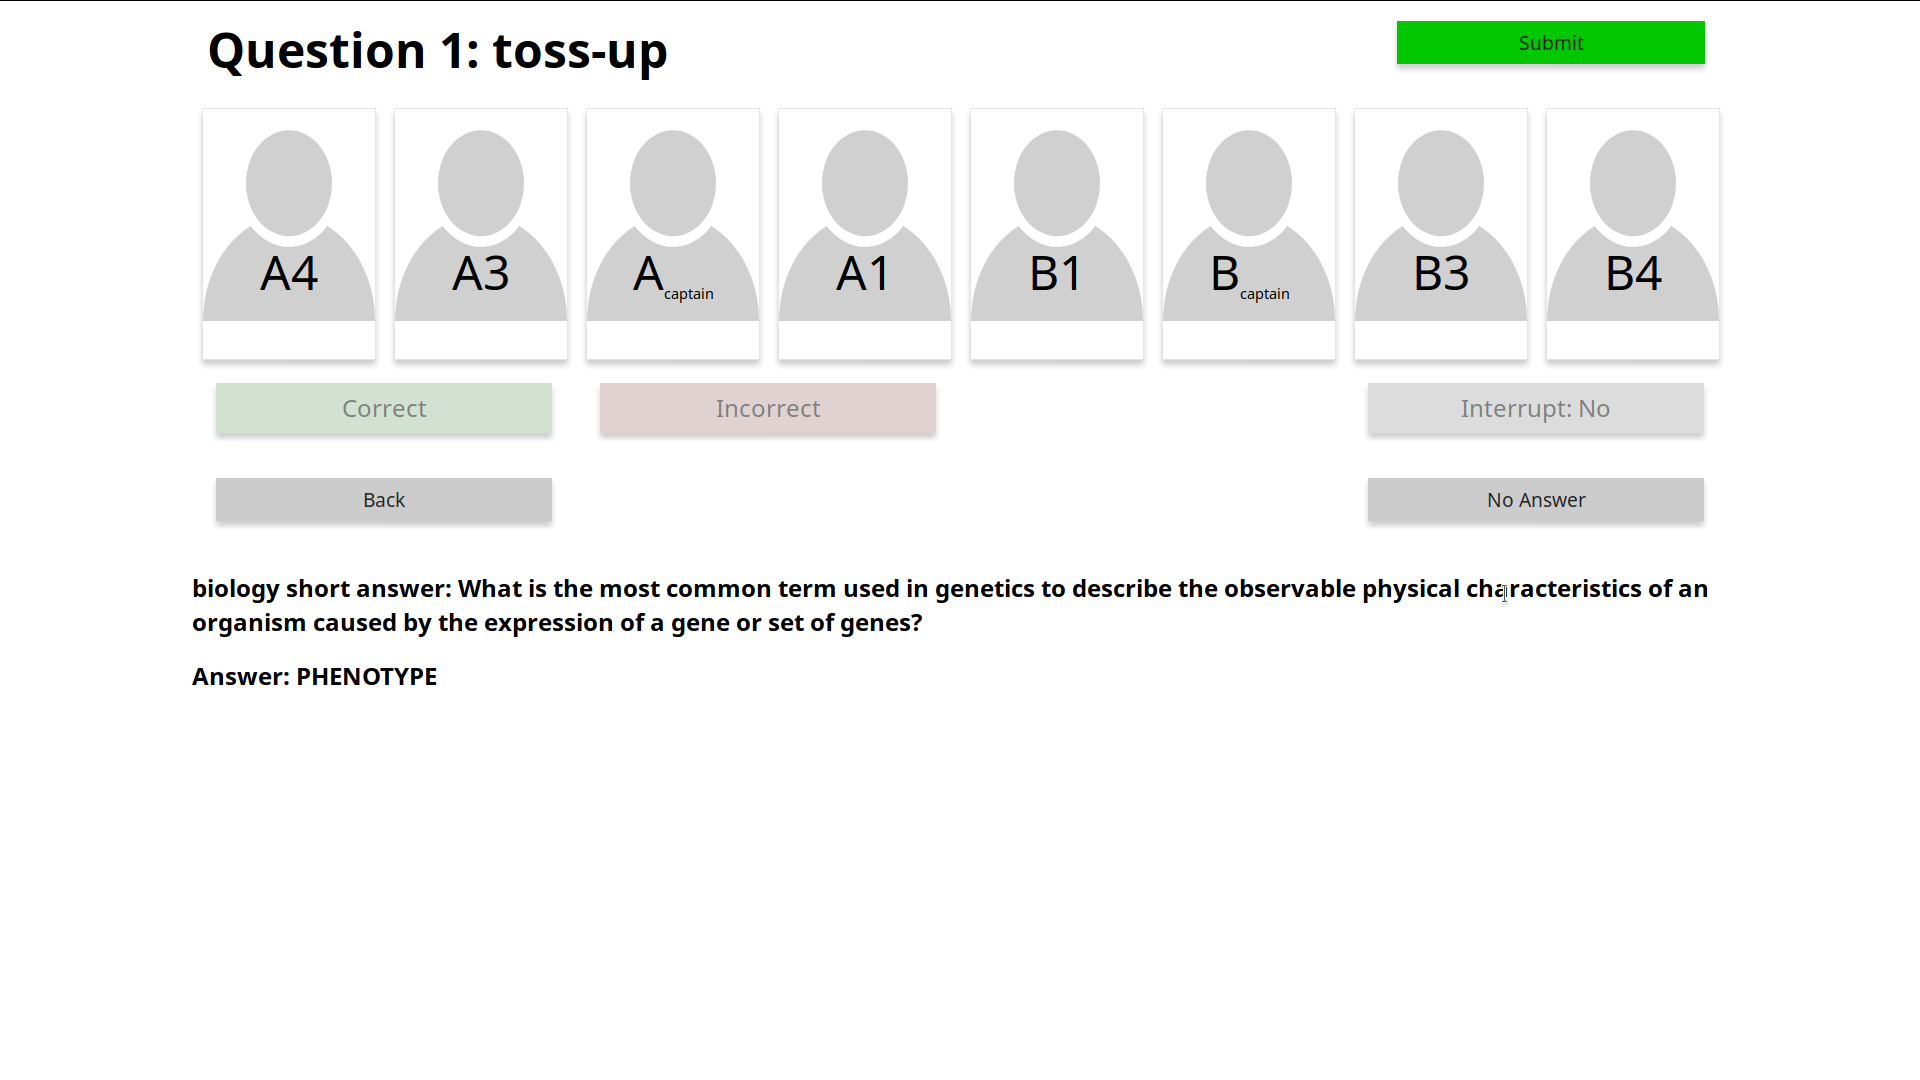 Question 1: toss-up
Submit
A4
A3
Acaptain
A1
B1
Bcaptain
B3
B4
Correct
Incorrect
Interrupt: No
Back
No Answer
biology short answer: What is the most common term used in genetics to describe the observable physical characteristics of an
organism caused by the expression of a gene or set of genes?
Answer: PHENOTYPE